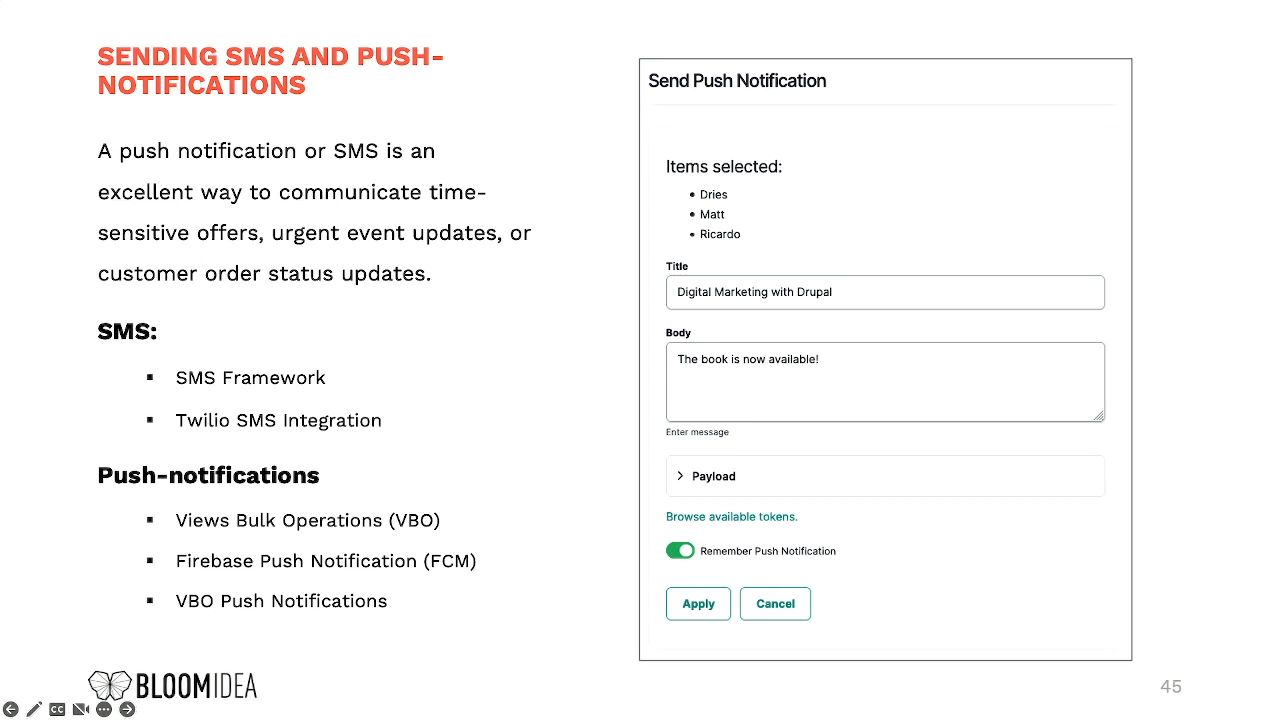 SENDING SMS AND PUSH-
NOTIFICATIONS
A push notification or SMS is an
excellent way to communicate time-
sensitive offers, urgent event updates, or
customer order status updates.
SMS:
▪ SMS Framework
▪ Twilio SMS Integration
Push-notifications
▪ Views Bulk Operations (VBO)
▪ Firebase Push Notification (FCM)
▪ VBO Push Notifications
BLOOMIDEA
CC
Send Push Notification
Items selected:
• Dries
• Matt
• Ricardo
Title
Digital Marketing with Drupal
Body
The book is now available!
Enter message
> Payload
Browse available tokens.
Remember Push Notification
Apply Cancel
45